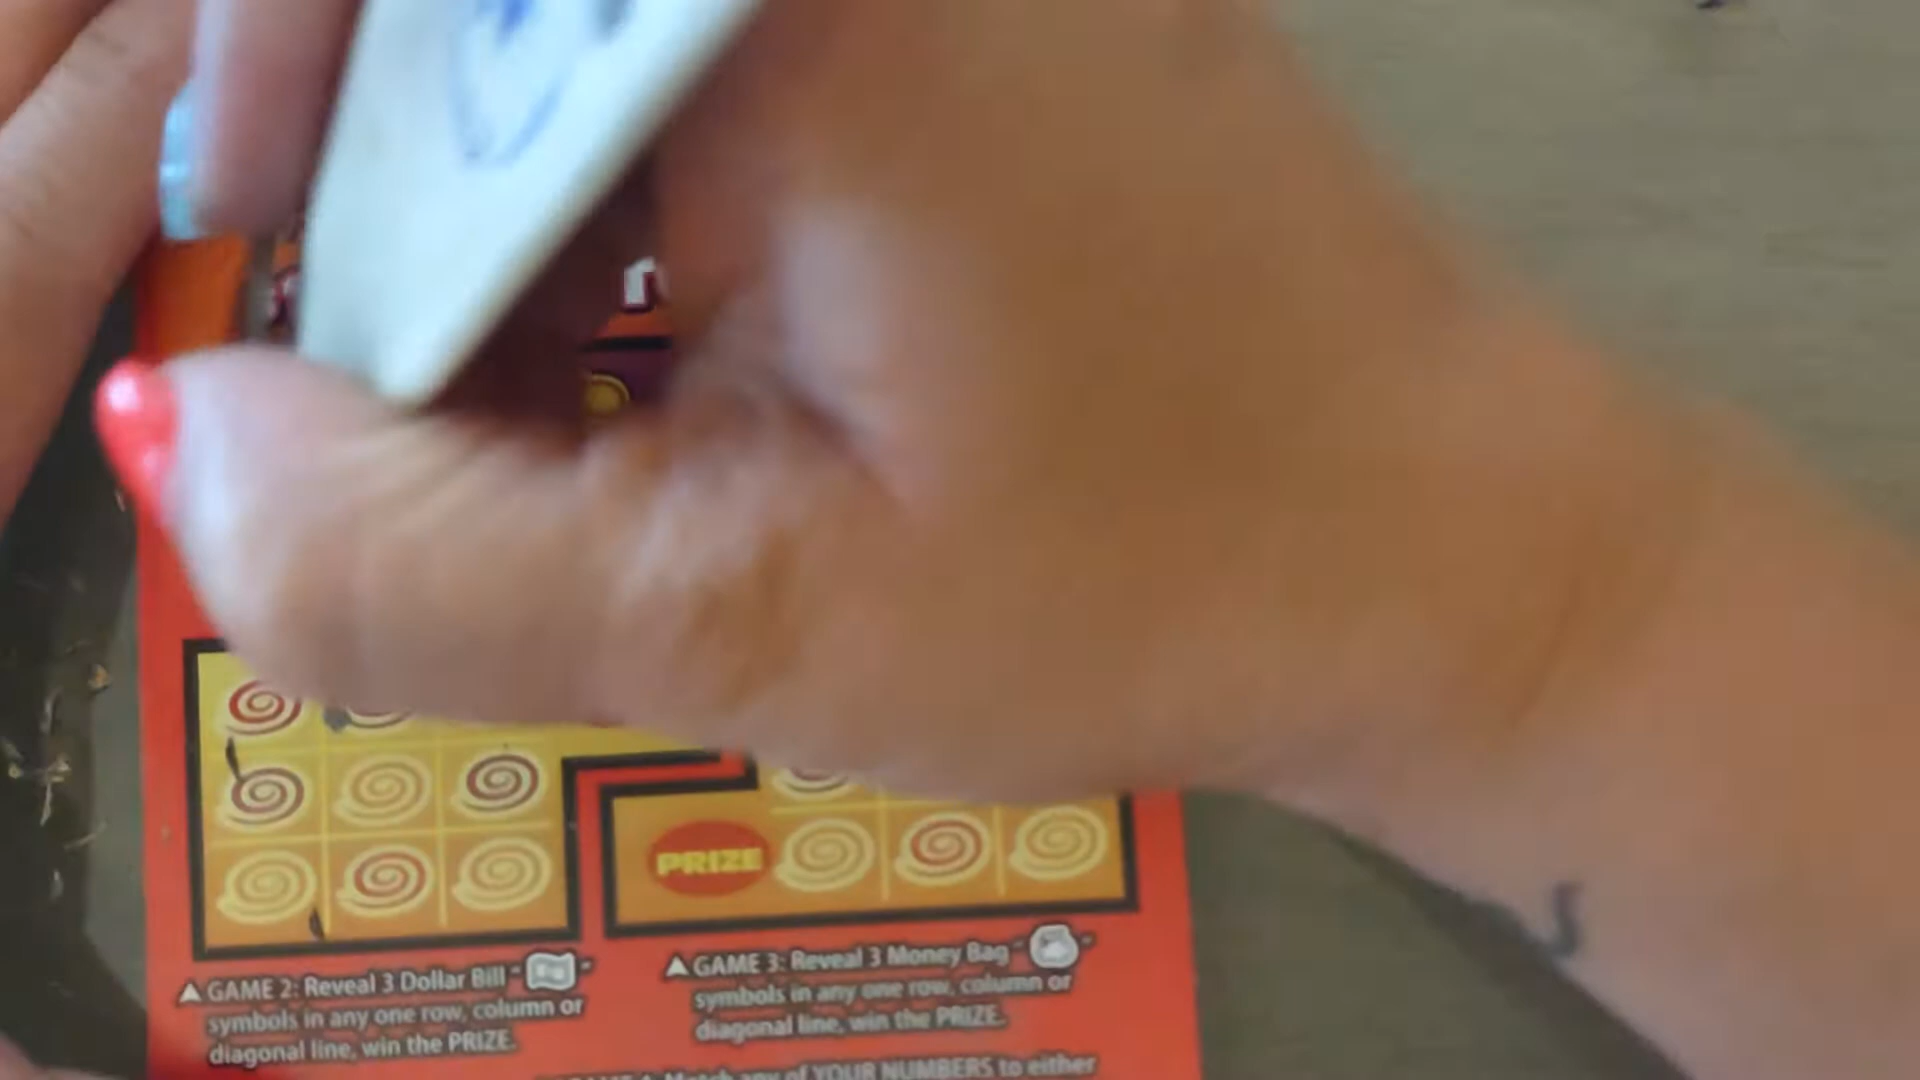 PRIZE
GAME 2: Reveal 3 Dollar Bill " "
symbols in any one row, column or
diagonal line, win the PRIZE.
GAME 3: Reveal 3 Money Bag " "
symbols in any one row, column or
diagonal line, win the PRIZE.
Match any of YOUR NUMBERS to either